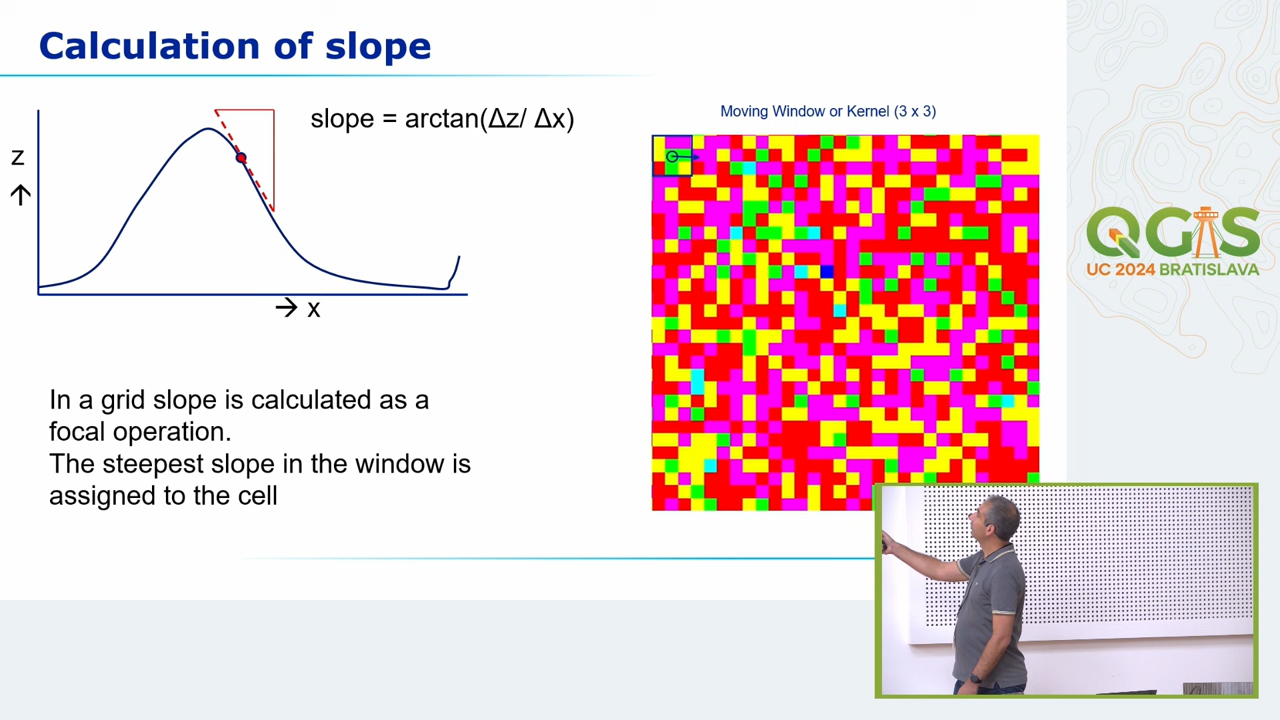 Calculation of slope
slope = arctan(Δz/ Δx)
z
↑
→ x
Moving Window or Kernel (3 x 3)
In a grid slope is calculated as a
focal operation.
The steepest slope in the window is
assigned to the cell
QGIS
UC 2024 BRATISLAVA